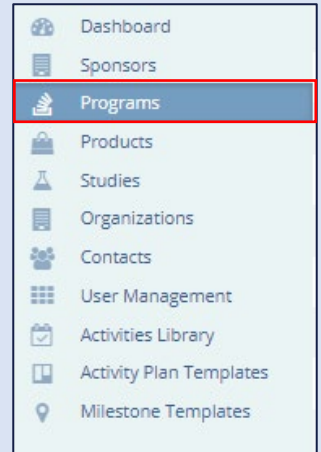 Dashboard
Sponsors
Programs
Products
Studies
Organizations
Contacts
User Management
Activities Library
Activity Plan Templates
Milestone Templates